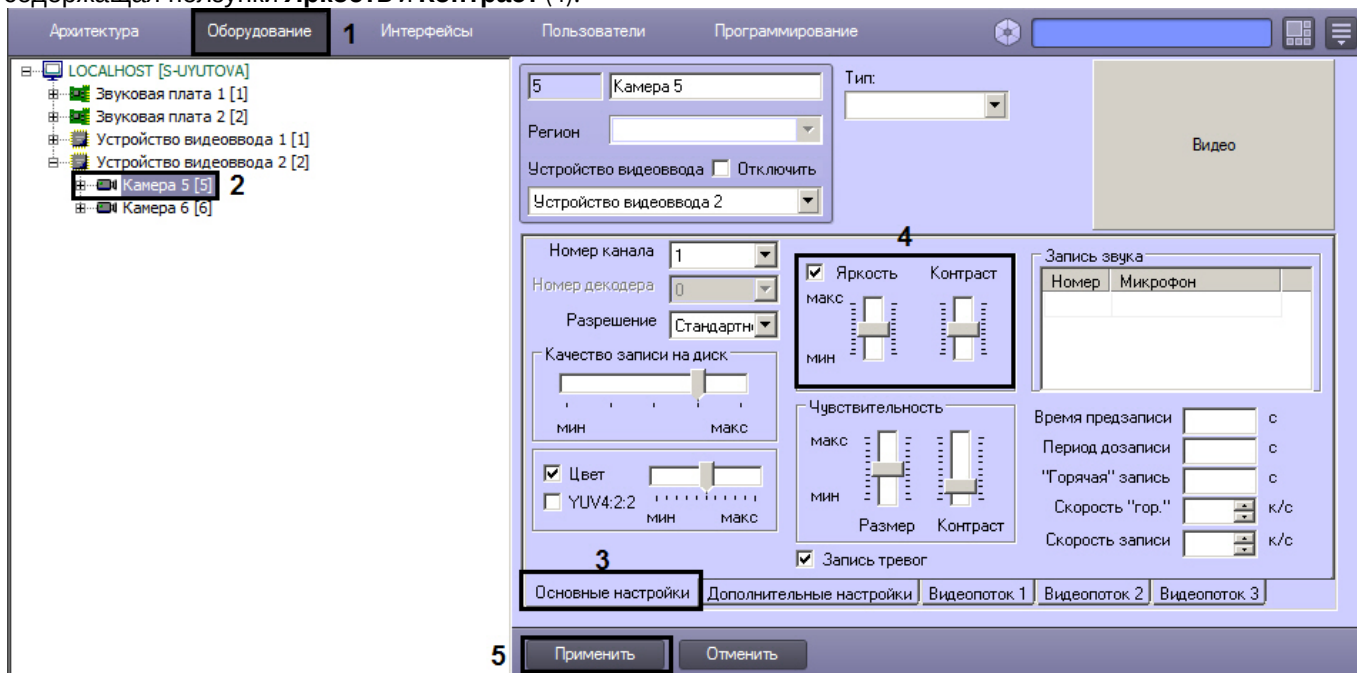 содержащая ползунки Яркость и Контраст (4).
Архитектура Оборудование 1 Интерфейсы Пользователи Программирование
LOCALHOST [S-UYUTOVA]
Звуковая плата 1 [1]
Звуковая плата 2 [2]
Устройство видеоввода 1 [1]
Устройство видеоввода 2 [2]
Камера 5 [5] 2
Камера 6 [6]
5 Камера 5
Тип:
Регион
Устройство видеоввода Отключить
Устройство видеоввода 2
Видео
Номер канала 1
Номер декодера 0
Разрешение Стандартн
Качество записи на диск
мин макс
Цвет
YUV4:2:2
мин макс
4
Яркость Контраст
макс
мин
Чувствительность
макс
мин
Размер Контраст
Запись тревог
Запись звука
Номер Микрофон
Время предзаписи с
Период дозаписи с
"Горячая" запись с
Скорость "гор." к/с
Скорость записи к/с
3
Основные настройки Дополнительные настройки Видеопоток 1 Видеопоток 2 Видеопоток 3
5 Применить Отменить